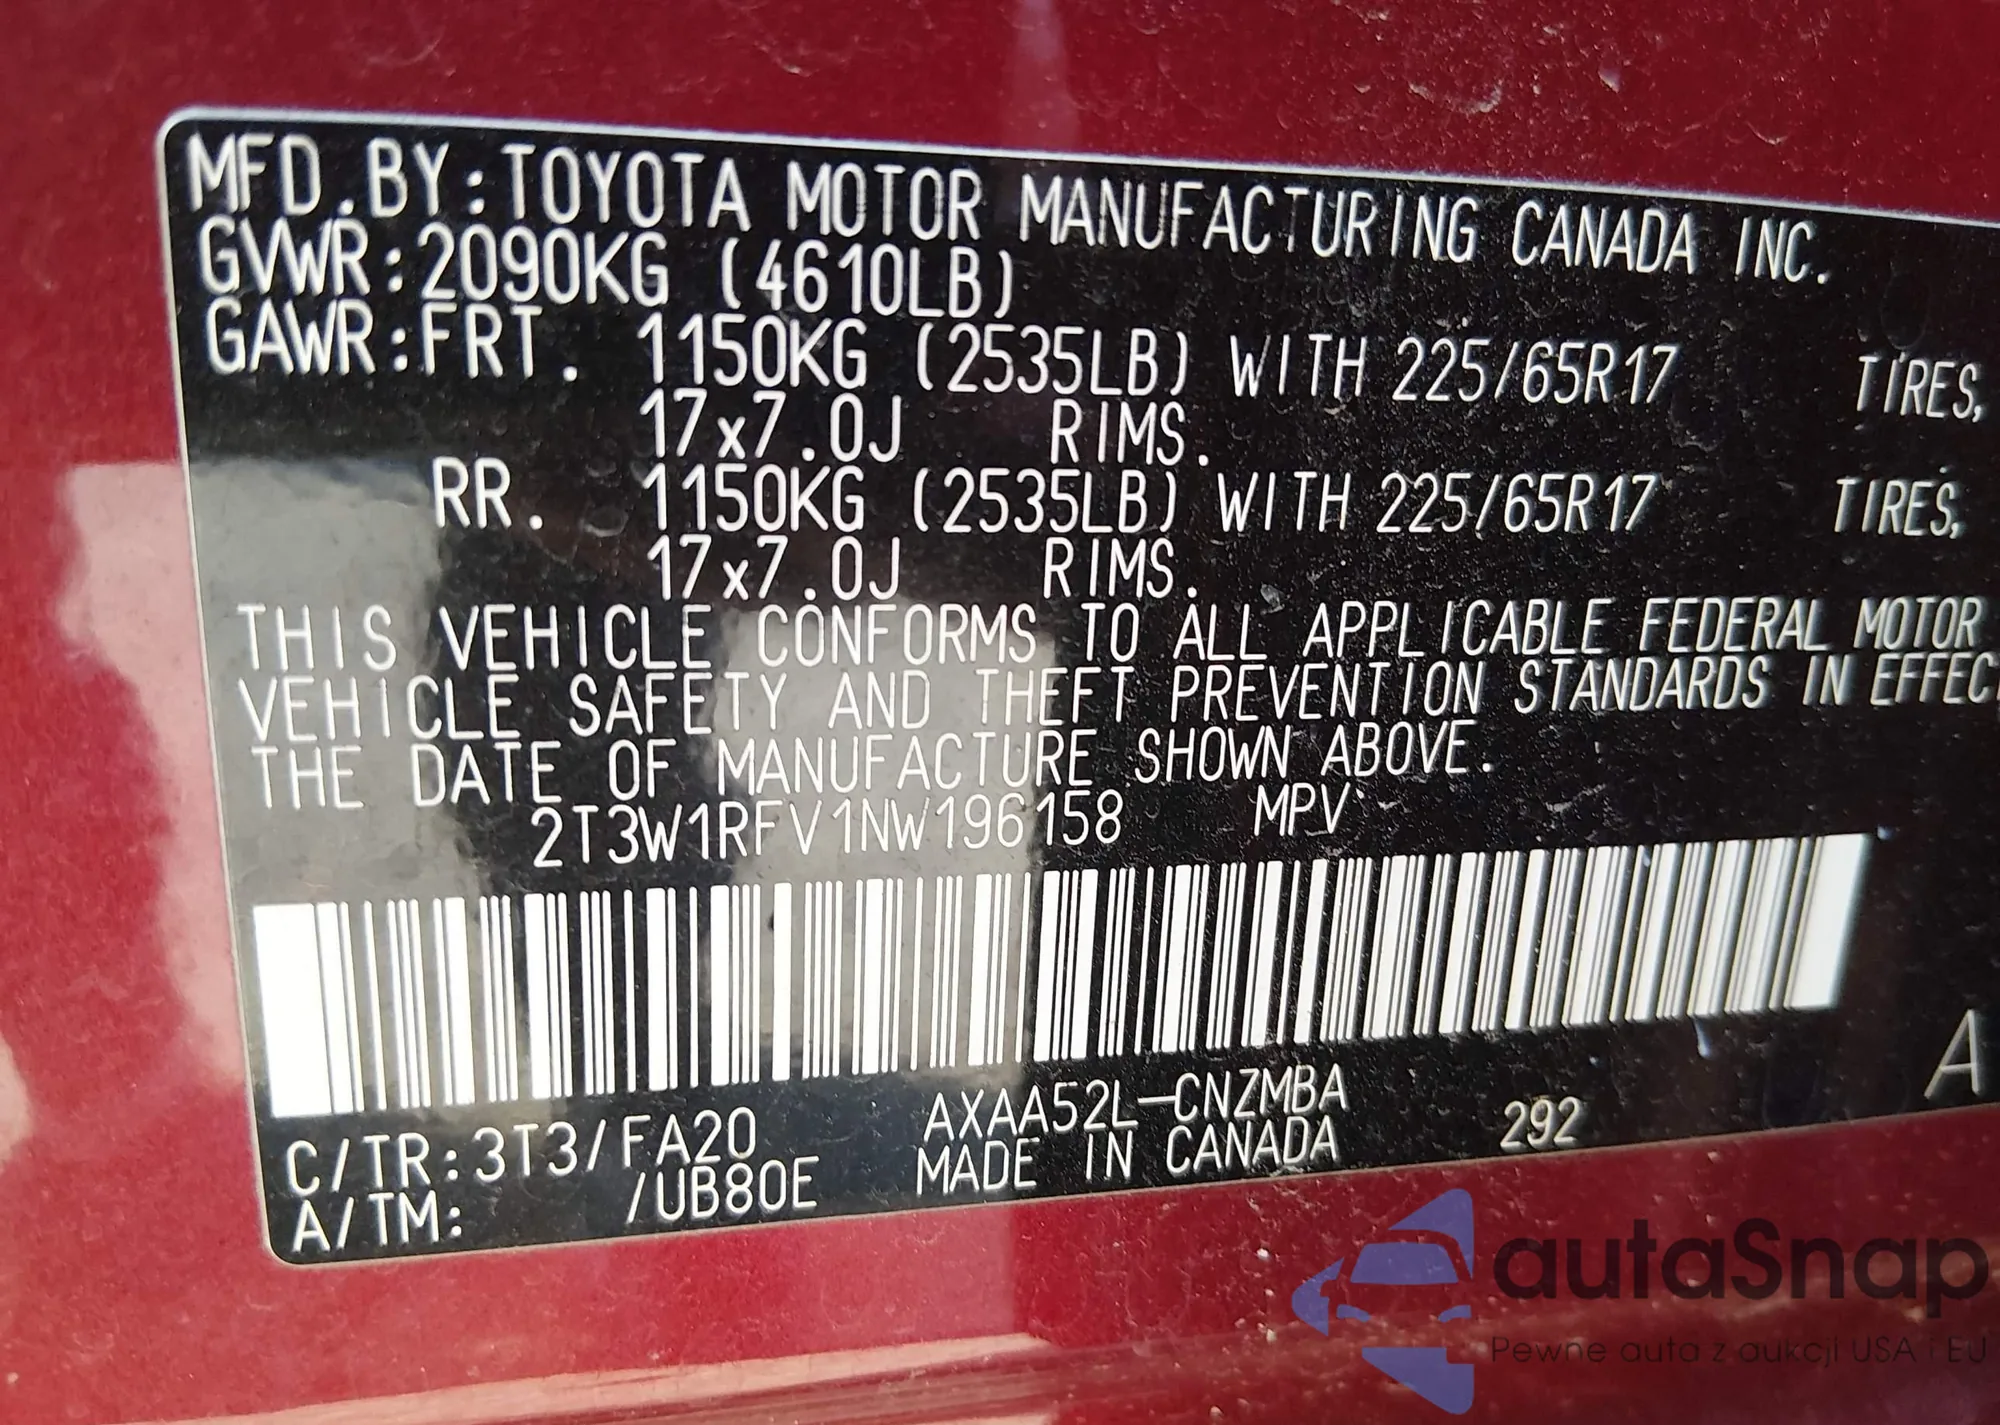 MFD.BY:TOYOTA MOTOR MANUFACTURING CANADA INC.
GVWR:2090KG (4610LB)
GAWR:FRT. 1150KG (2535LB) WITH 225/65R17 TIRES,
17x7.0J RIMS.
RR. 1150KG (2535LB) WITH 225/65R17 TIRES,
17x7.0J RIMS.
THIS VEHICLE CONFORMS TO ALL APPLICABLE FEDERAL MOTOR
VEHICLE SAFETY AND THEFT PREVENTION STANDARDS IN EFFEC
THE DATE OF MANUFACTURE SHOWN ABOVE.
2T3W1RFV1NW196158 MPV
C/TR:3T3/FA20 AXAA52L-CNZMBA 292 A
A/TM: /UB80E MADE IN CANADA
autaSnap
Pewne auta z aukcji USA i EU